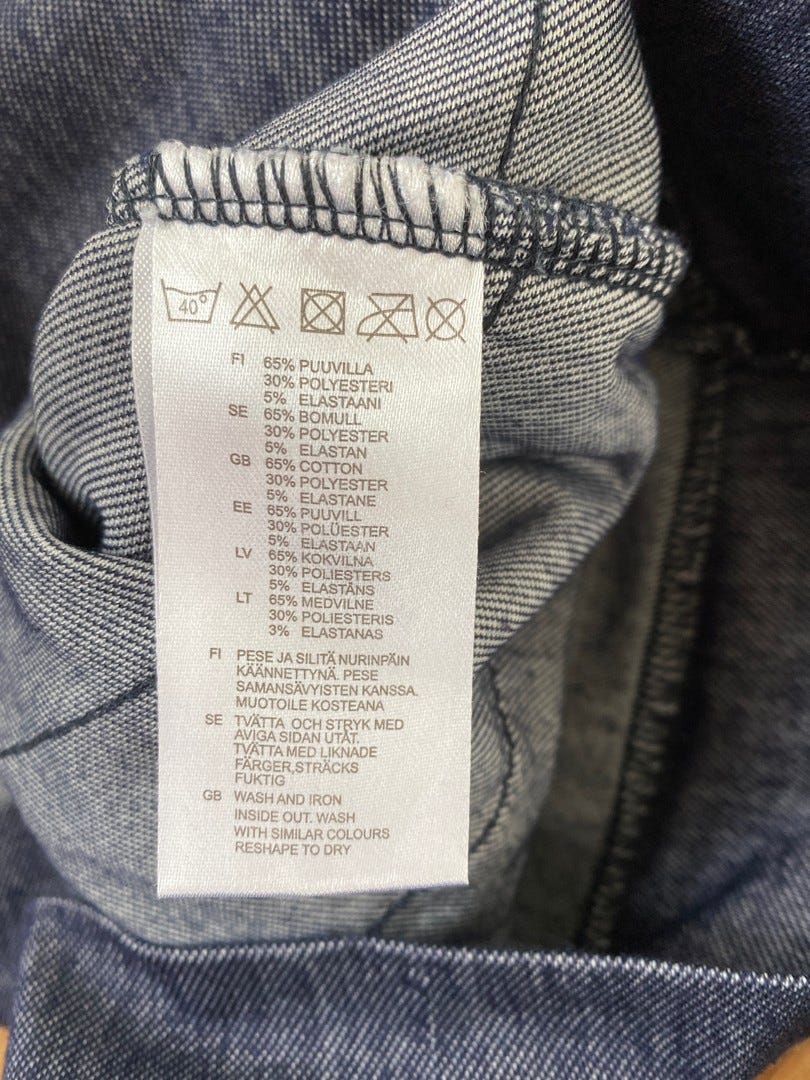 40°
FI 65% PUUVILLA
30% POLYESTERI
5% ELASTAANI
SE 65% BOMULL
30% POLYESTER
5% ELASTAN
GB 65% COTTON
30% POLYESTER
5% ELASTANE
EE 65% PUUVILL
30% POLÜESTER
5% ELASTAAN
LV 65% KOKVILNA
30% POLIESTERS
5% ELASTĀNS
LT 65% MEDVILNE
30% POLIESTERIS
3% ELASTANAS
FI PESE JA SILITÄ NURINPÄIN
KÄÄNNETTYNÄ. PESE
SAMANSÄVYISTEN KANSSA.
MUOTOILE KOSTEANA
SE TVÄTTA OCH STRYK MED
AVIGA SIDAN UTÅT.
TVÄTTA MED LIKNADE
FÄRGER,STRÄCKS
FUKTIG
GB WASH AND IRON
INSIDE OUT. WASH
WITH SIMILAR COLOURS
RESHAPE TO DRY